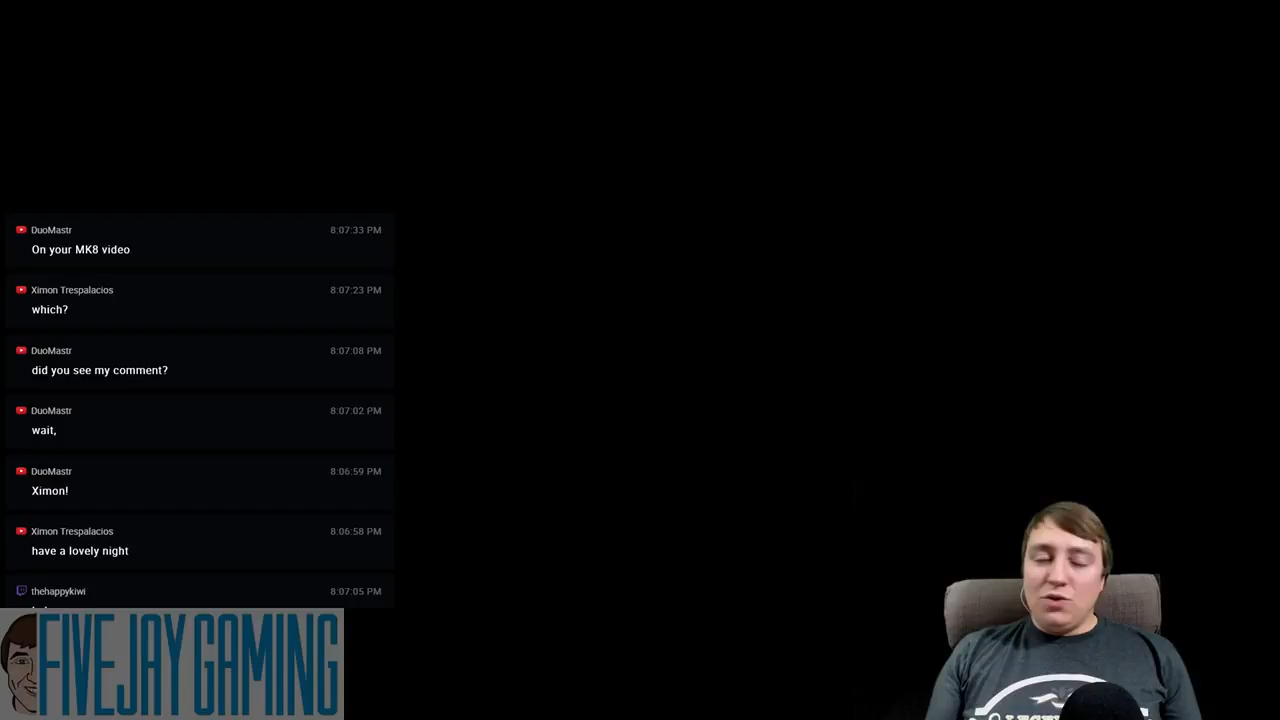 DuoMastr 8:07:33 PM
On your MK8 video
Ximon Trespalacios 8:07:23 PM
which?
DuoMastr 8:07:08 PM
did you see my comment?
DuoMastr 8:07:02 PM
wait,
DuoMastr 8:06:59 PM
Ximon!
Ximon Trespalacios 8:06:58 PM
have a lovely night
thehappykiwi 8:07:05 PM
FIVEJAYGAMING